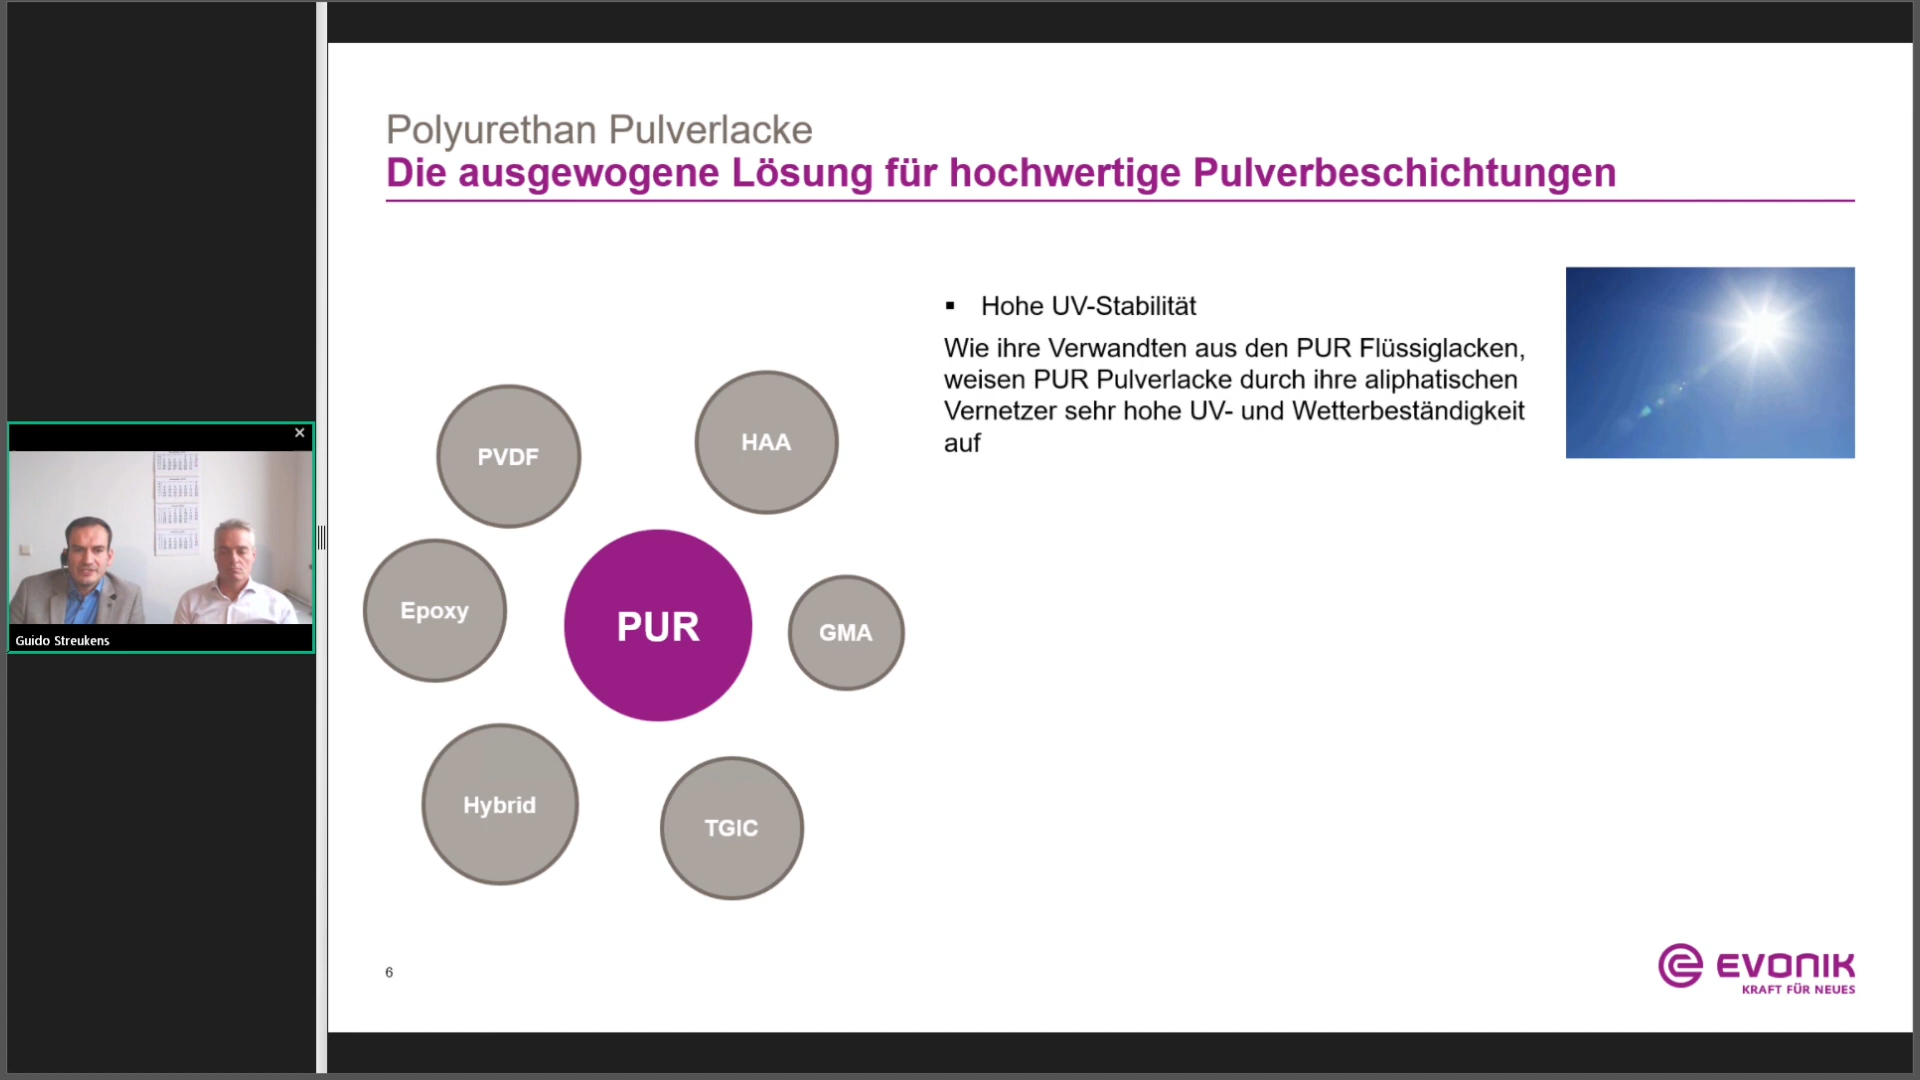 Polyurethan Pulverlacke
Die ausgewogene Lösung für hochwertige Pulverbeschichtungen
▪ Hohe UV-Stabilität
Wie ihre Verwandten aus den PUR Flüssiglacken,
weisen PUR Pulverlacke durch ihre aliphatischen
Vernetzer sehr hohe UV- und Wetterbeständigkeit
auf
PVDF
HAA
Epoxy
PUR
GMA
Hybrid
TGIC
Guido Streukens
6
EVONIK
KRAFT FÜR NEUES